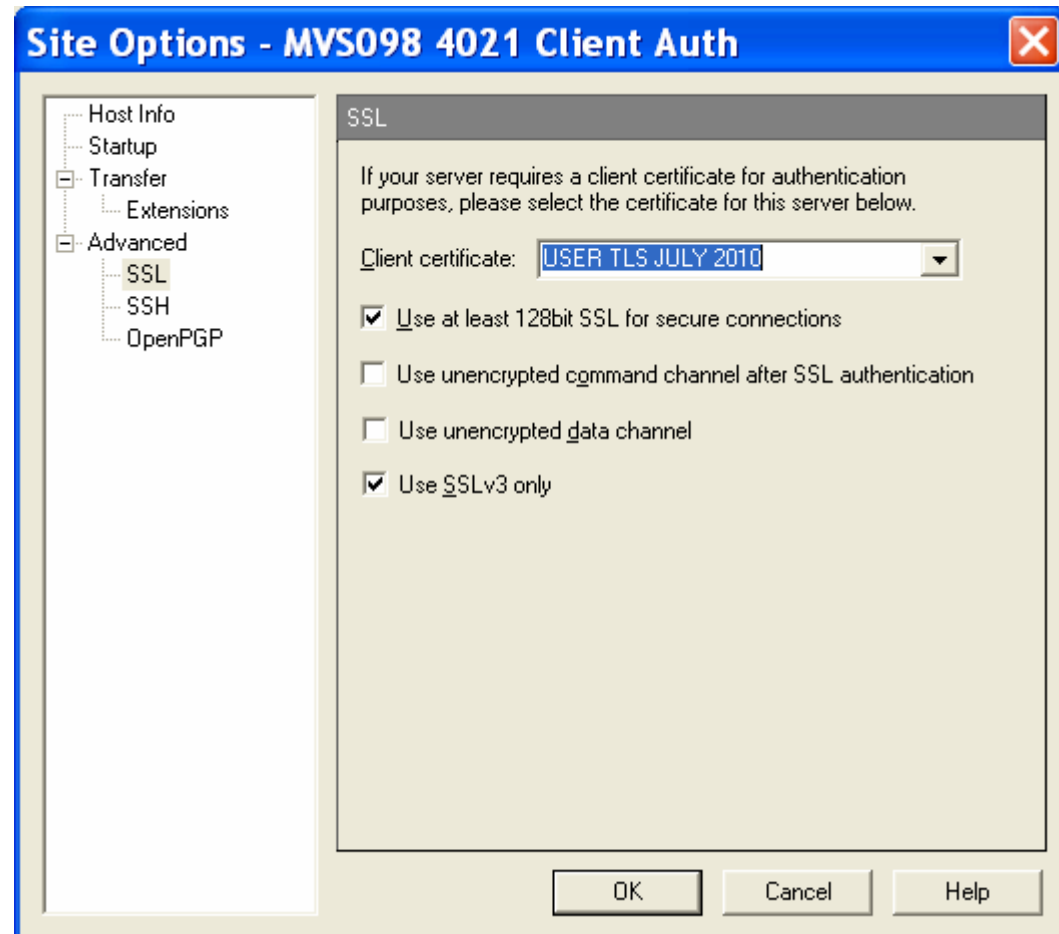 Site Options - MVS098 4021 Client Auth
Host Info
Startup
Transfer
Extensions
Advanced
SSL
SSH
OpenPGP
SSL
If your server requires a client certificate for authentication
purposes, please select the certificate for this server below.
Client certificate: USER TLS JULY 2010
Use at least 128bit SSL for secure connections
Use unencrypted command channel after SSL authentication
Use unencrypted data channel
Use SSLv3 only
OK Cancel Help